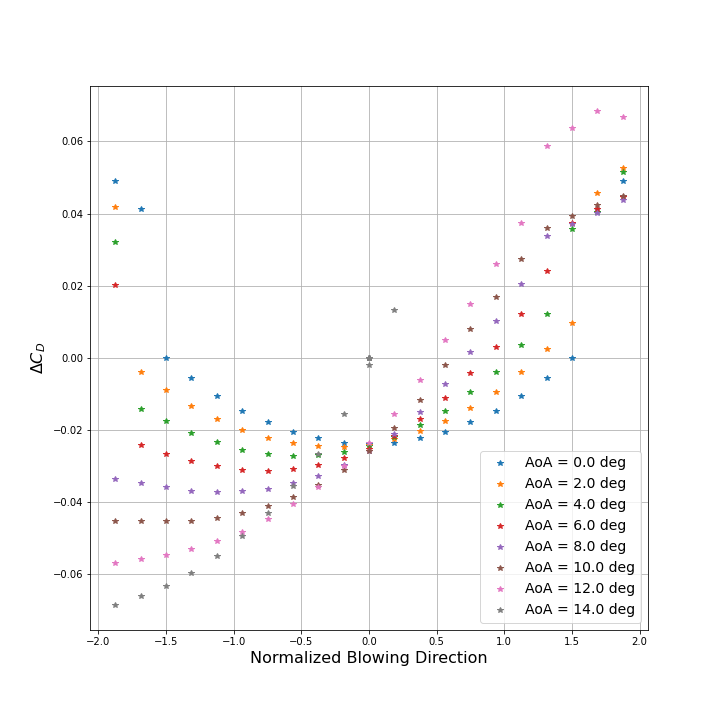 0.06
0.04
0.02
0.00
−0.02
−0.04
−0.06
ΔC_D
−2.0 −1.5 −1.0 −0.5 0.0 0.5 1.0 1.5 2.0
Normalized Blowing Direction
AoA = 0.0 deg
AoA = 2.0 deg
AoA = 4.0 deg
AoA = 6.0 deg
AoA = 8.0 deg
AoA = 10.0 deg
AoA = 12.0 deg
AoA = 14.0 deg